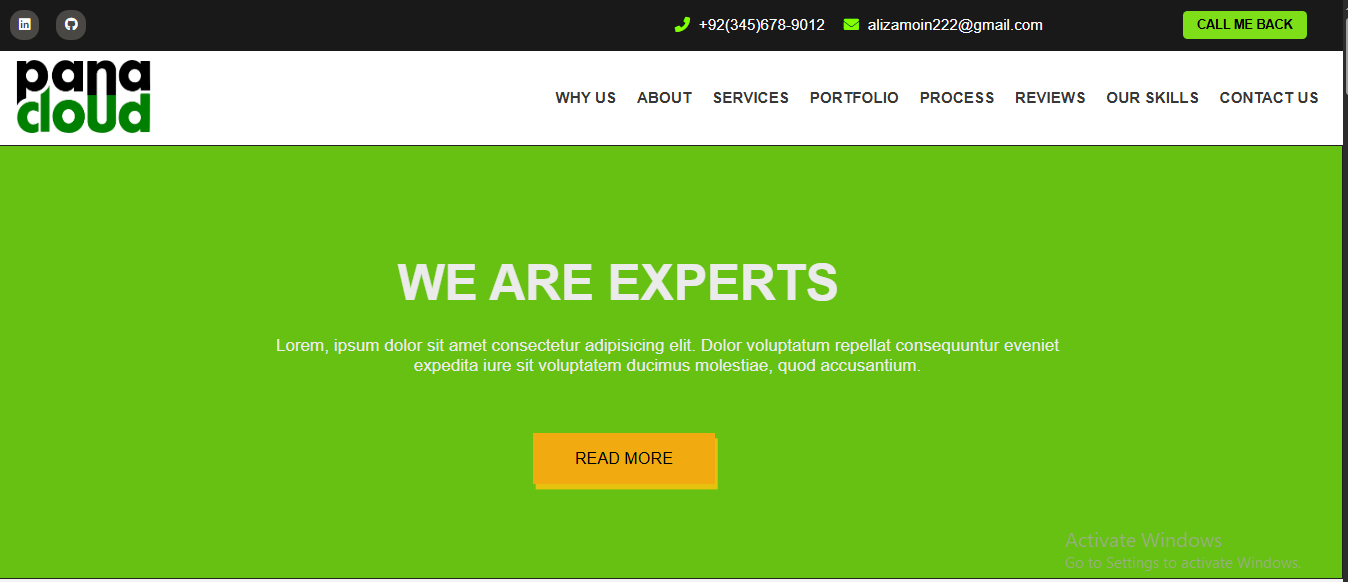 +92(345)678-9012 alizamoin222@gmail.com CALL ME BACK
pana
cloud
WHY US ABOUT SERVICES PORTFOLIO PROCESS REVIEWS OUR SKILLS CONTACT US
WE ARE EXPERTS
Lorem, ipsum dolor sit amet consectetur adipisicing elit. Dolor voluptatum repellat consequuntur eveniet
expedita iure sit voluptatem ducimus molestiae, quod accusantium.
READ MORE
Activate Windows
Go to Settings to activate Windows.